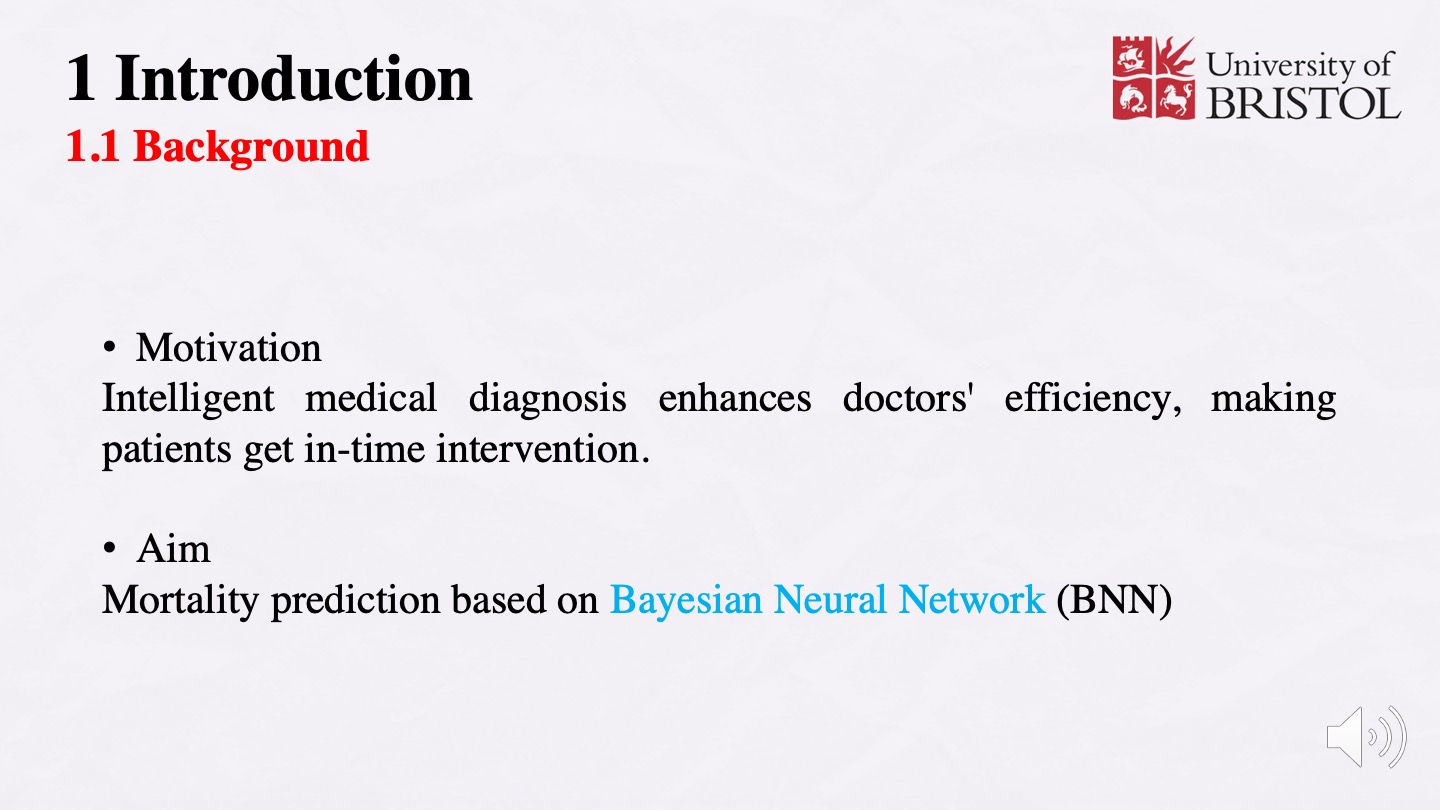 1 Introduction
1.1 Background
University of
BRISTOL
• Motivation
Intelligent medical diagnosis enhances doctors' efficiency, making
patients get in-time intervention.
• Aim
Mortality prediction based on Bayesian Neural Network (BNN)